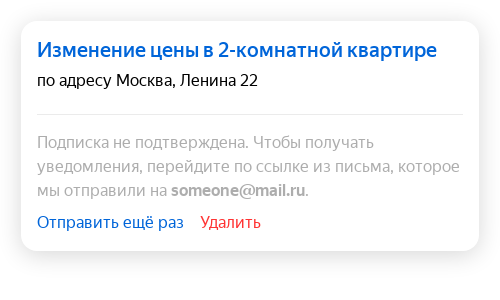 Изменение цены в 2-комнатной квартире
по адресу Москва, Ленина 22
Подписка не подтверждена. Чтобы получать
уведомления, перейдите по ссылке из письма, которое
мы отправили на someone@mail.ru.
Отправить ещё раз Удалить